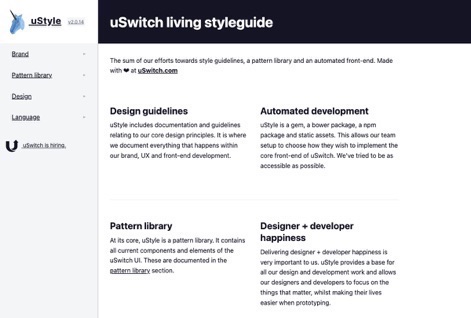 uStyle v2.0.14
Brand
Pattern library
Design
Language
uSwitch is hiring.
uSwitch living styleguide
The sum of our efforts towards style guidelines, a pattern library and an automated front-end. Made
with ❤ at uSwitch.com
Design guidelines
uStyle includes documentation and guidelines
relating to our core design principles. It is where
we document everything that happens within
our brand, UX and front-end development.
Automated development
uStyle is a gem, a bower package, a npm
package and static assets. This allows our team
setup to choose how they wish to implement the
core front-end of uSwitch. We've tried to be as
accessible as possible.
Pattern library
At its core, uStyle is a pattern library. It contains
all current components and elements of the
uSwitch UI. These are documented in the
pattern library section.
Designer + developer
happiness
Delivering designer + developer happiness is
very important to us. uStyle provides a base for
all our design and development work and allows
our designers and developers to focus on the
things that matter, whilst making their lives
easier when prototyping.